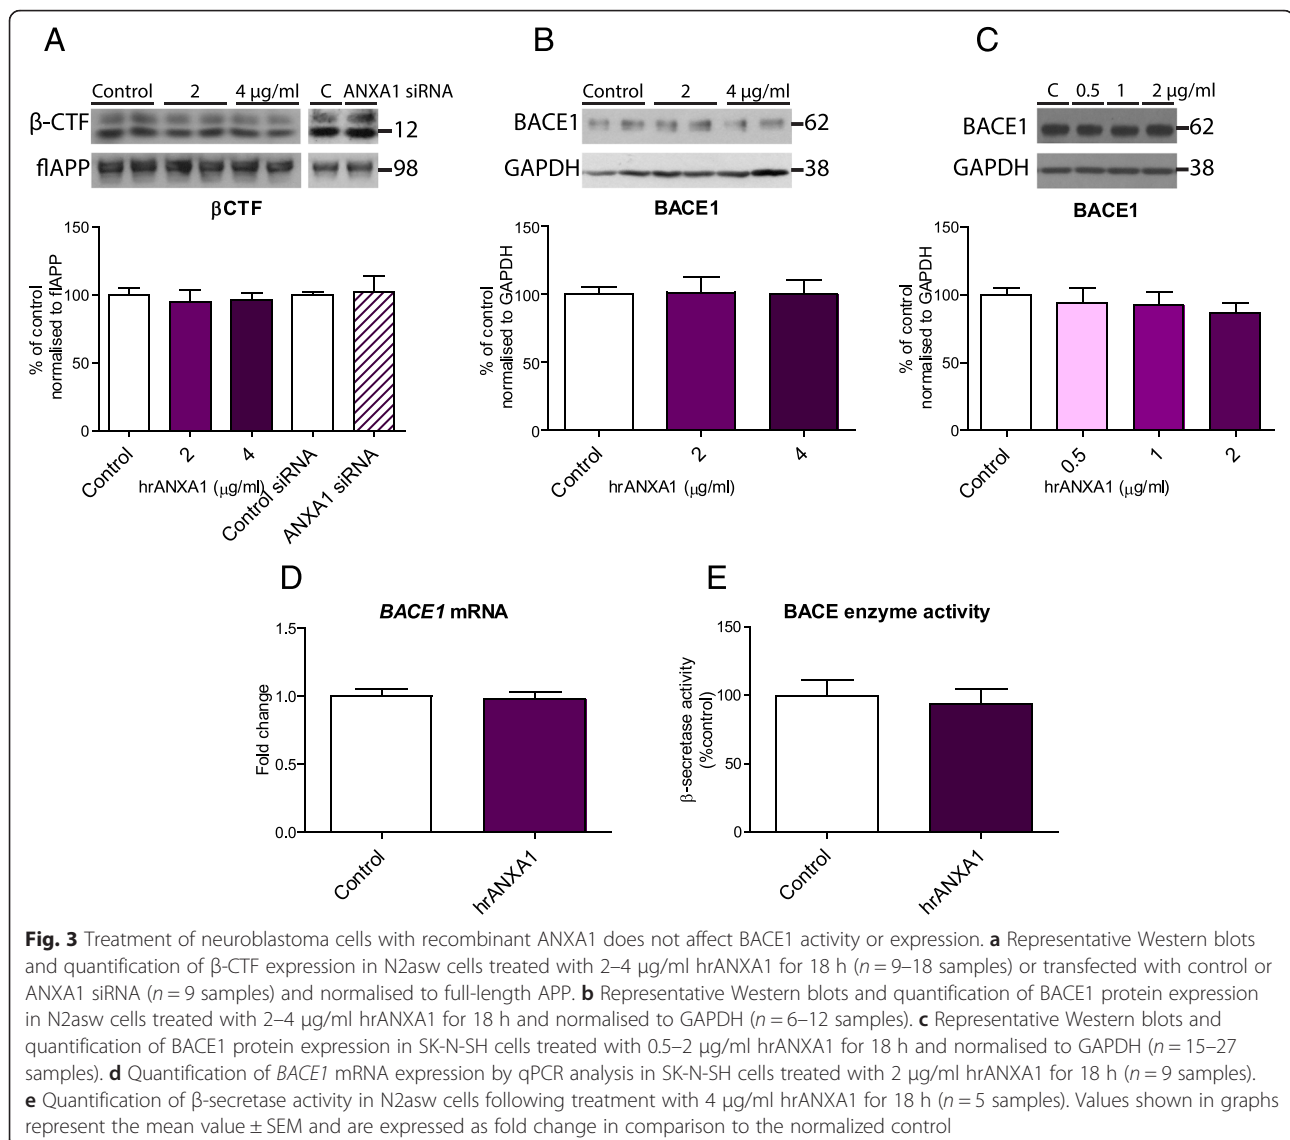 A
Control 2 4 μg/ml C ANXA1 siRNA
β-CTF 12
flAPP 98
βCTF
% of control
normalised to flAPP
150
100
50
0
Control 2 4 Control siRNA ANXA1 siRNA
hrANXA1 (μg/ml)
B
Control 2 4 μg/ml
BACE1 62
GAPDH 38
BACE1
% of control
normalised to GAPDH
150
100
50
0
Control 2 4
hrANXA1 (μg/ml)
C
C 0.5 1 2 μg/ml
BACE1 62
GAPDH 38
BACE1
% of control
normalised to GAPDH
150
100
50
0
Control 0.5 1 2
hrANXA1 (μg/ml)
D
BACE1 mRNA
Fold change
1.5
1.0
0.5
0.0
Control hrANXA1
E
BACE enzyme activity
β-secretase activity
(%control)
150
100
50
0
Control hrANXA1
Fig. 3 Treatment of neuroblastoma cells with recombinant ANXA1 does not affect BACE1 activity or expression. a Representative Western blots
and quantification of β-CTF expression in N2asw cells treated with 2–4 μg/ml hrANXA1 for 18 h (n = 9–18 samples) or transfected with control or
ANXA1 siRNA (n = 9 samples) and normalised to full-length APP. b Representative Western blots and quantification of BACE1 protein expression
in N2asw cells treated with 2–4 μg/ml hrANXA1 for 18 h and normalised to GAPDH (n = 6–12 samples). c Representative Western blots and
quantification of BACE1 protein expression in SK-N-SH cells treated with 0.5–2 μg/ml hrANXA1 for 18 h and normalised to GAPDH (n = 15–27
samples). d Quantification of BACE1 mRNA expression by qPCR analysis in SK-N-SH cells treated with 2 μg/ml hrANXA1 for 18 h (n = 9 samples).
e Quantification of β-secretase activity in N2asw cells following treatment with 4 μg/ml hrANXA1 for 18 h (n = 5 samples). Values shown in graphs
represent the mean value ± SEM and are expressed as fold change in comparison to the normalized control